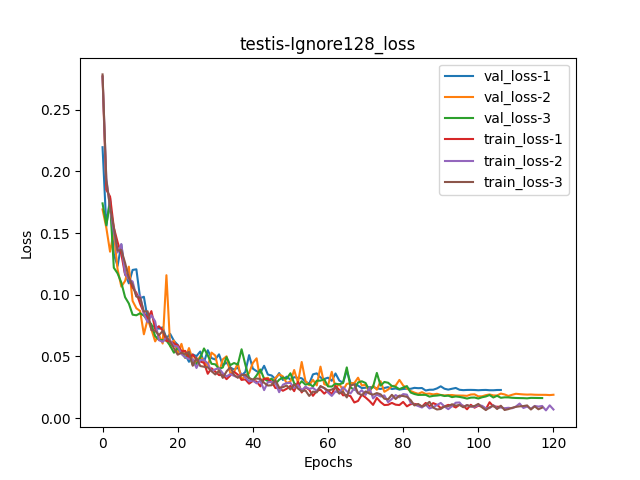 testis-Ignore128_loss
val_loss-1
val_loss-2
val_loss-3
train_loss-1
train_loss-2
train_loss-3
Loss
0.25
0.20
0.15
0.10
0.05
0.00
0 20 40 60 80 100 120
Epochs